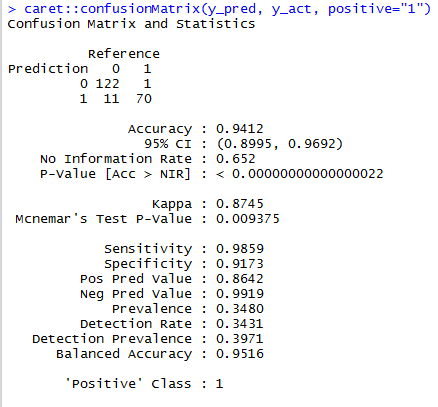 > caret::confusionMatrix(y_pred, y_act, positive="1")
Confusion Matrix and Statistics
Reference
Prediction 0 1
0 122 1
1 11 70
Accuracy : 0.9412
95% CI : (0.8995, 0.9692)
No Information Rate : 0.652
P-Value [Acc > NIR] : < 0.00000000000000022
Kappa : 0.8745
Mcnemar's Test P-Value : 0.009375
Sensitivity : 0.9859
Specificity : 0.9173
Pos Pred Value : 0.8642
Neg Pred Value : 0.9919
Prevalence : 0.3480
Detection Rate : 0.3431
Detection Prevalence : 0.3971
Balanced Accuracy : 0.9516
'Positive' Class : 1